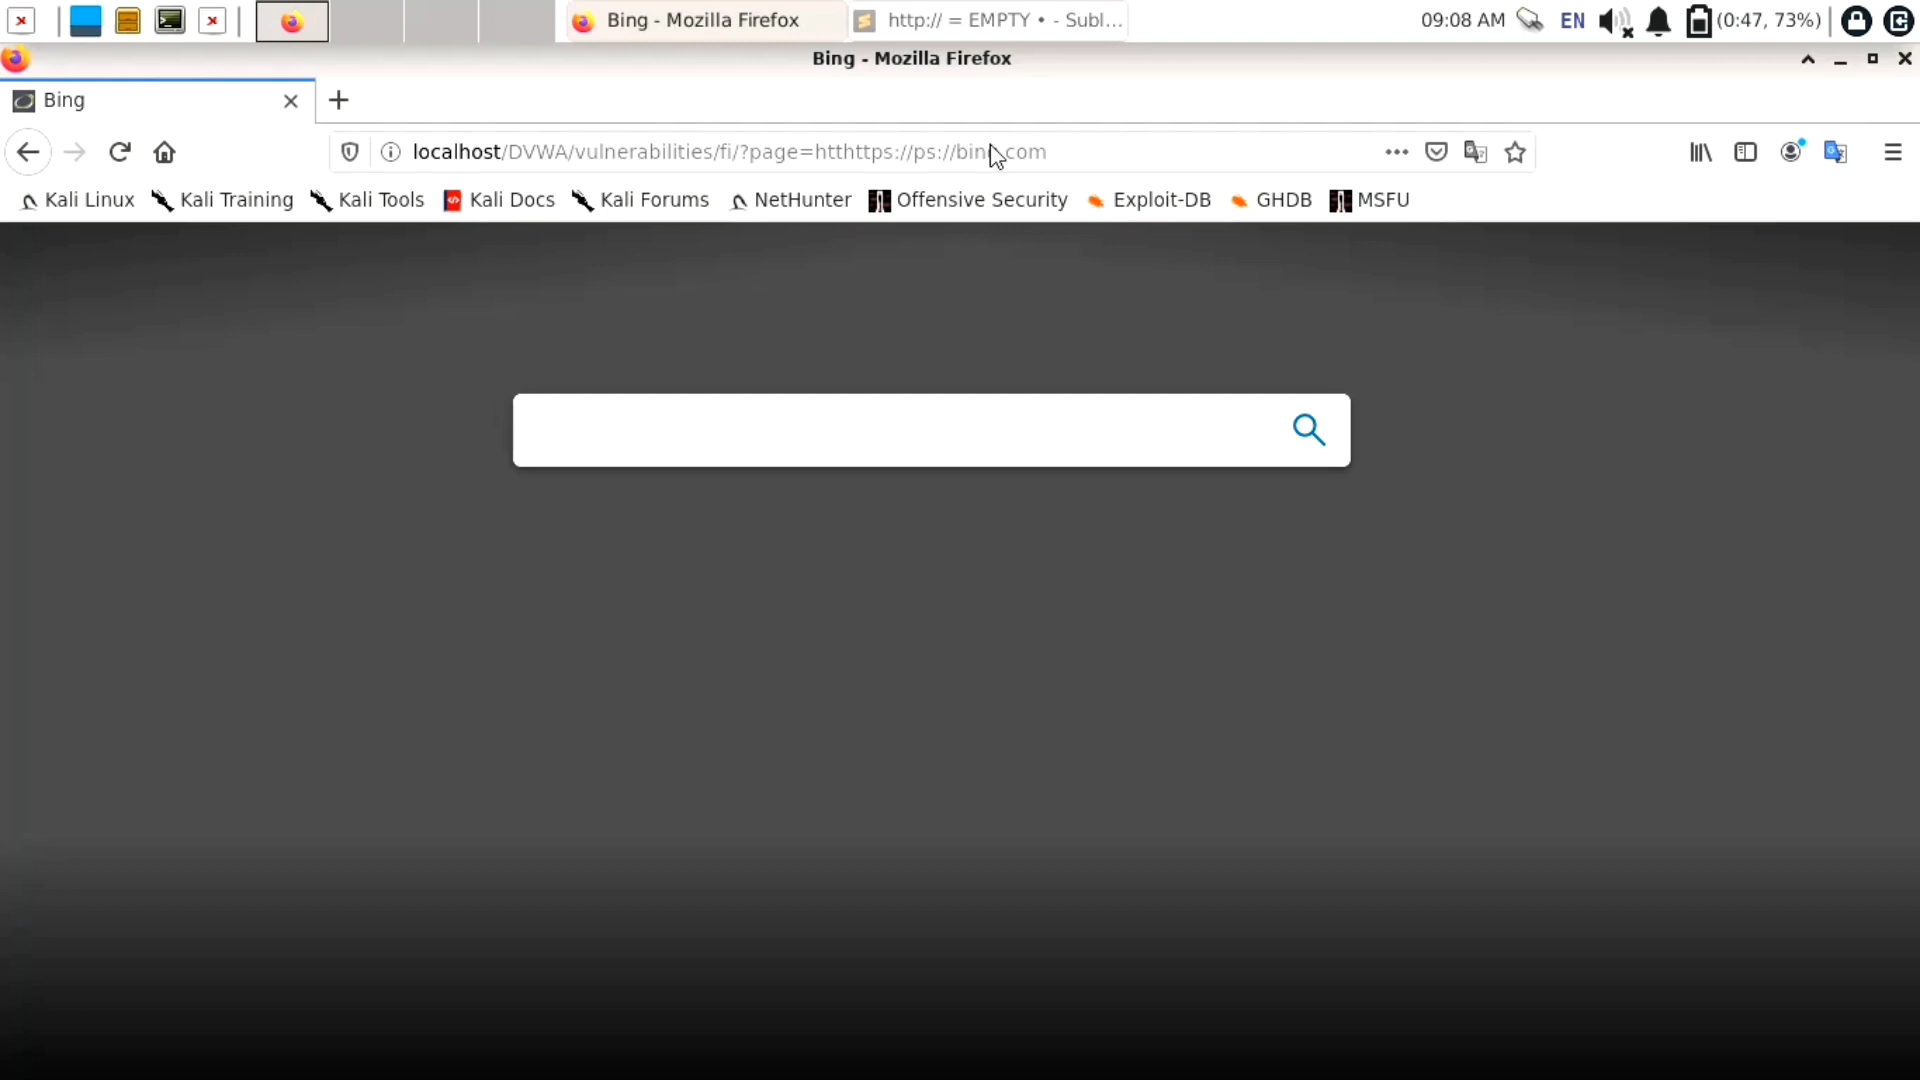 Bing - Mozilla Firefox
http:// = EMPTY • - Subl...
09:08 AM
EN
(0:47, 73%)
Bing - Mozilla Firefox
Bing
localhost/DVWA/vulnerabilities/fi/?page=htthttps://ps://bing.com
Kali Linux
Kali Training
Kali Tools
Kali Docs
Kali Forums
NetHunter
Offensive Security
Exploit-DB
GHDB
MSFU